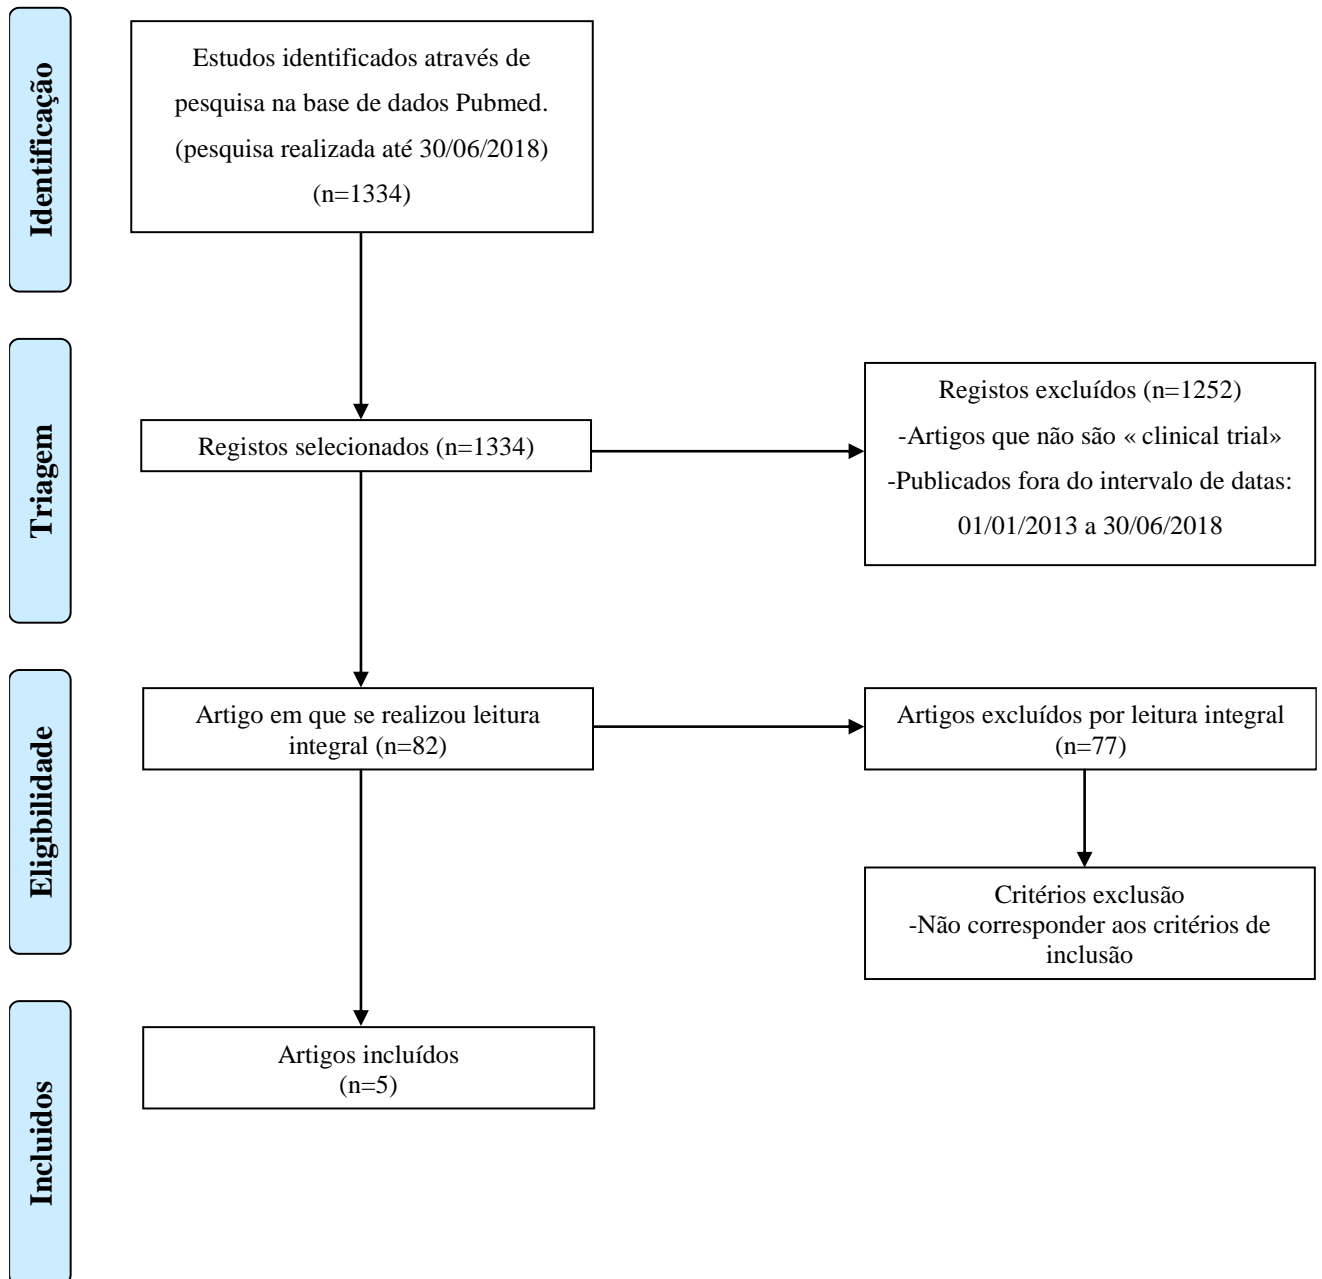 Identificação
Estudos identificados através de
pesquisa na base de dados Pubmed.
(pesquisa realizada até 30/06/2018)
(n=1334)
Triagem
Registos selecionados (n=1334)
Registos excluídos (n=1252)
-Artigos que não são « clinical trial»
-Publicados fora do intervalo de datas:
01/01/2013 a 30/06/2018
Eligibilidade
Artigo em que se realizou leitura
integral (n=82)
Artigos excluídos por leitura integral
(n=77)
Critérios exclusão
-Não corresponder aos critérios de
inclusão
Incluidos
Artigos incluídos
(n=5)